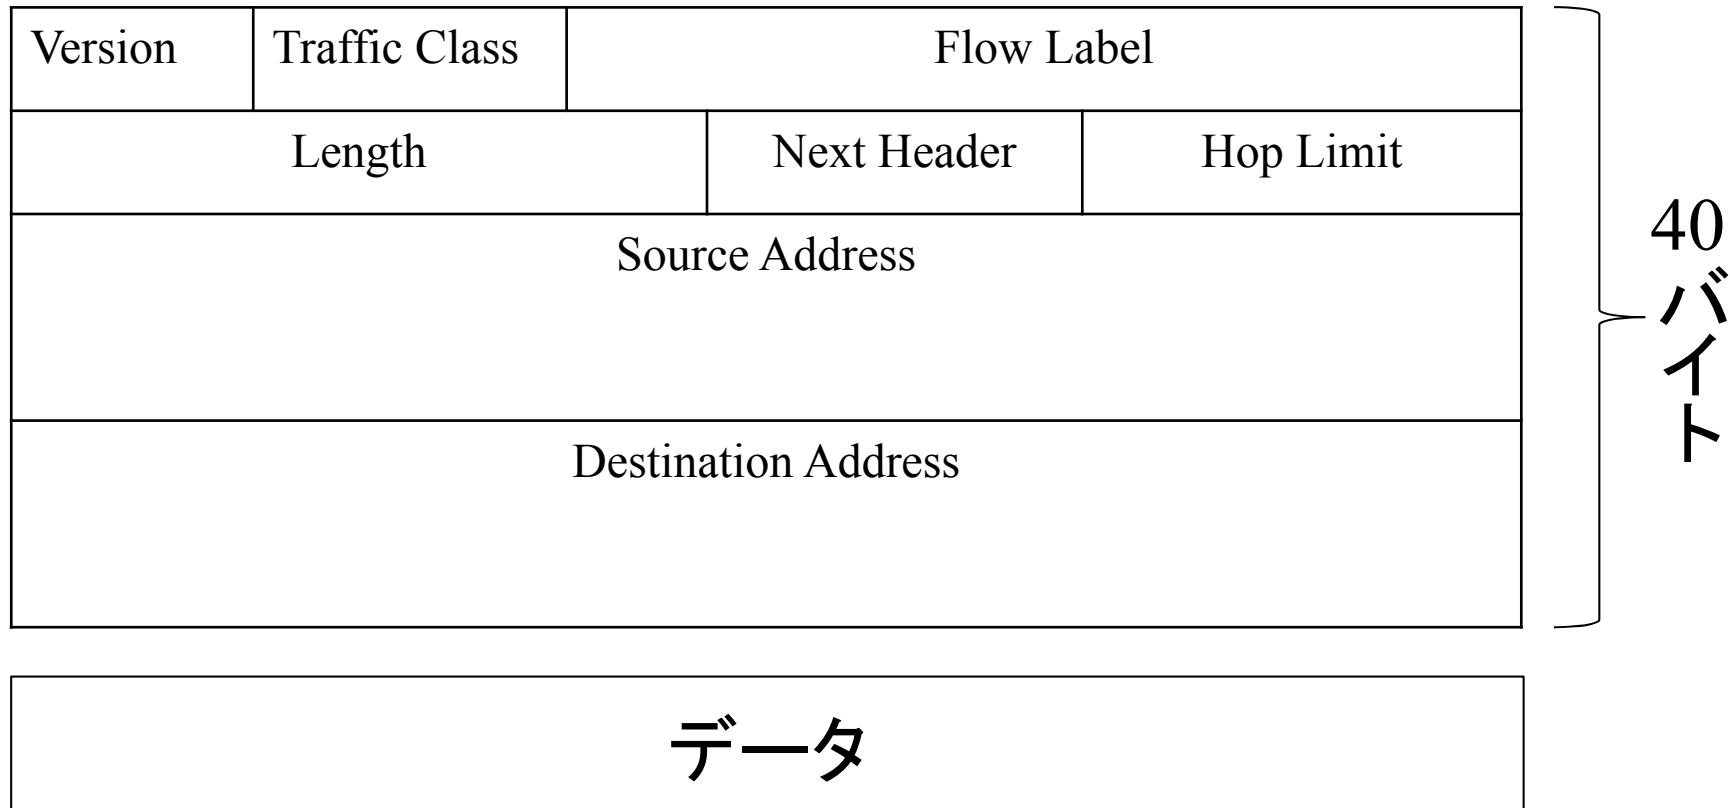 Version Traffic Class Flow Label
Length Next Header Hop Limit
Source Address
Destination Address
40
バイト
データ